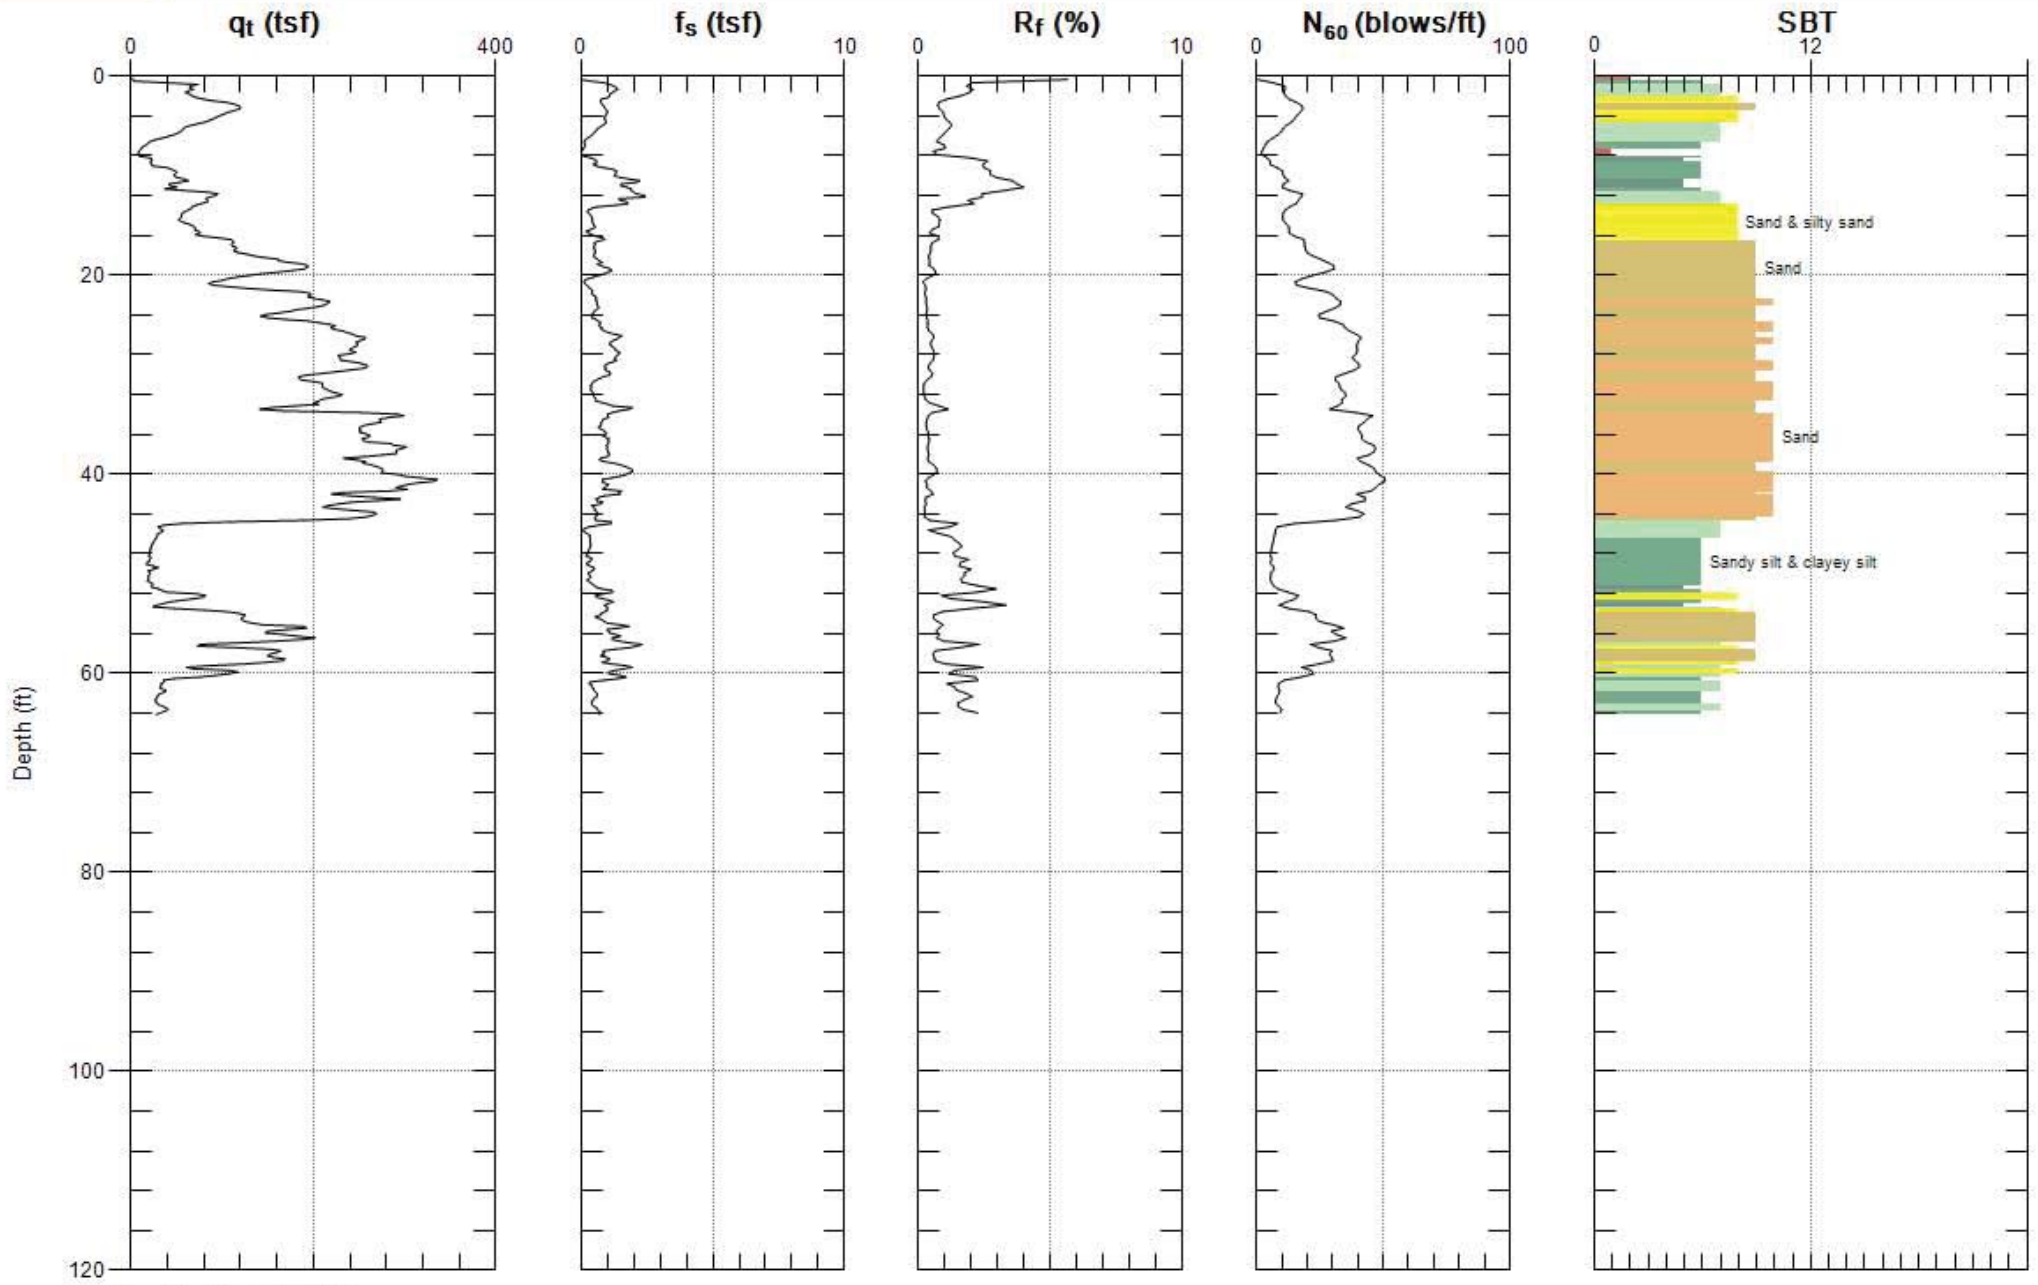 qt (tsf) fs (tsf) Rf (%) N60 (blows/ft) SBT
0 400 0 10 0 10 0 100 0 12
0
Sand & silty sand
Sand
20
Sand
40
Sandy silt & clayey silt
60
Depth (ft)
80
100
120